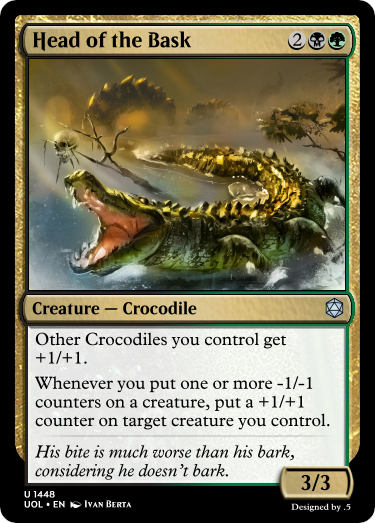 Head of the Bask 2
Creature — Crocodile
Other Crocodiles you control get
+1/+1.
Whenever you put one or more -1/-1
counters on a creature, put a +1/+1
counter on target creature you control.
His bite is much worse than his bark,
considering he doesn't bark.
3/3
U 1448
UOL • EN Ivan Berta
Designed by .5